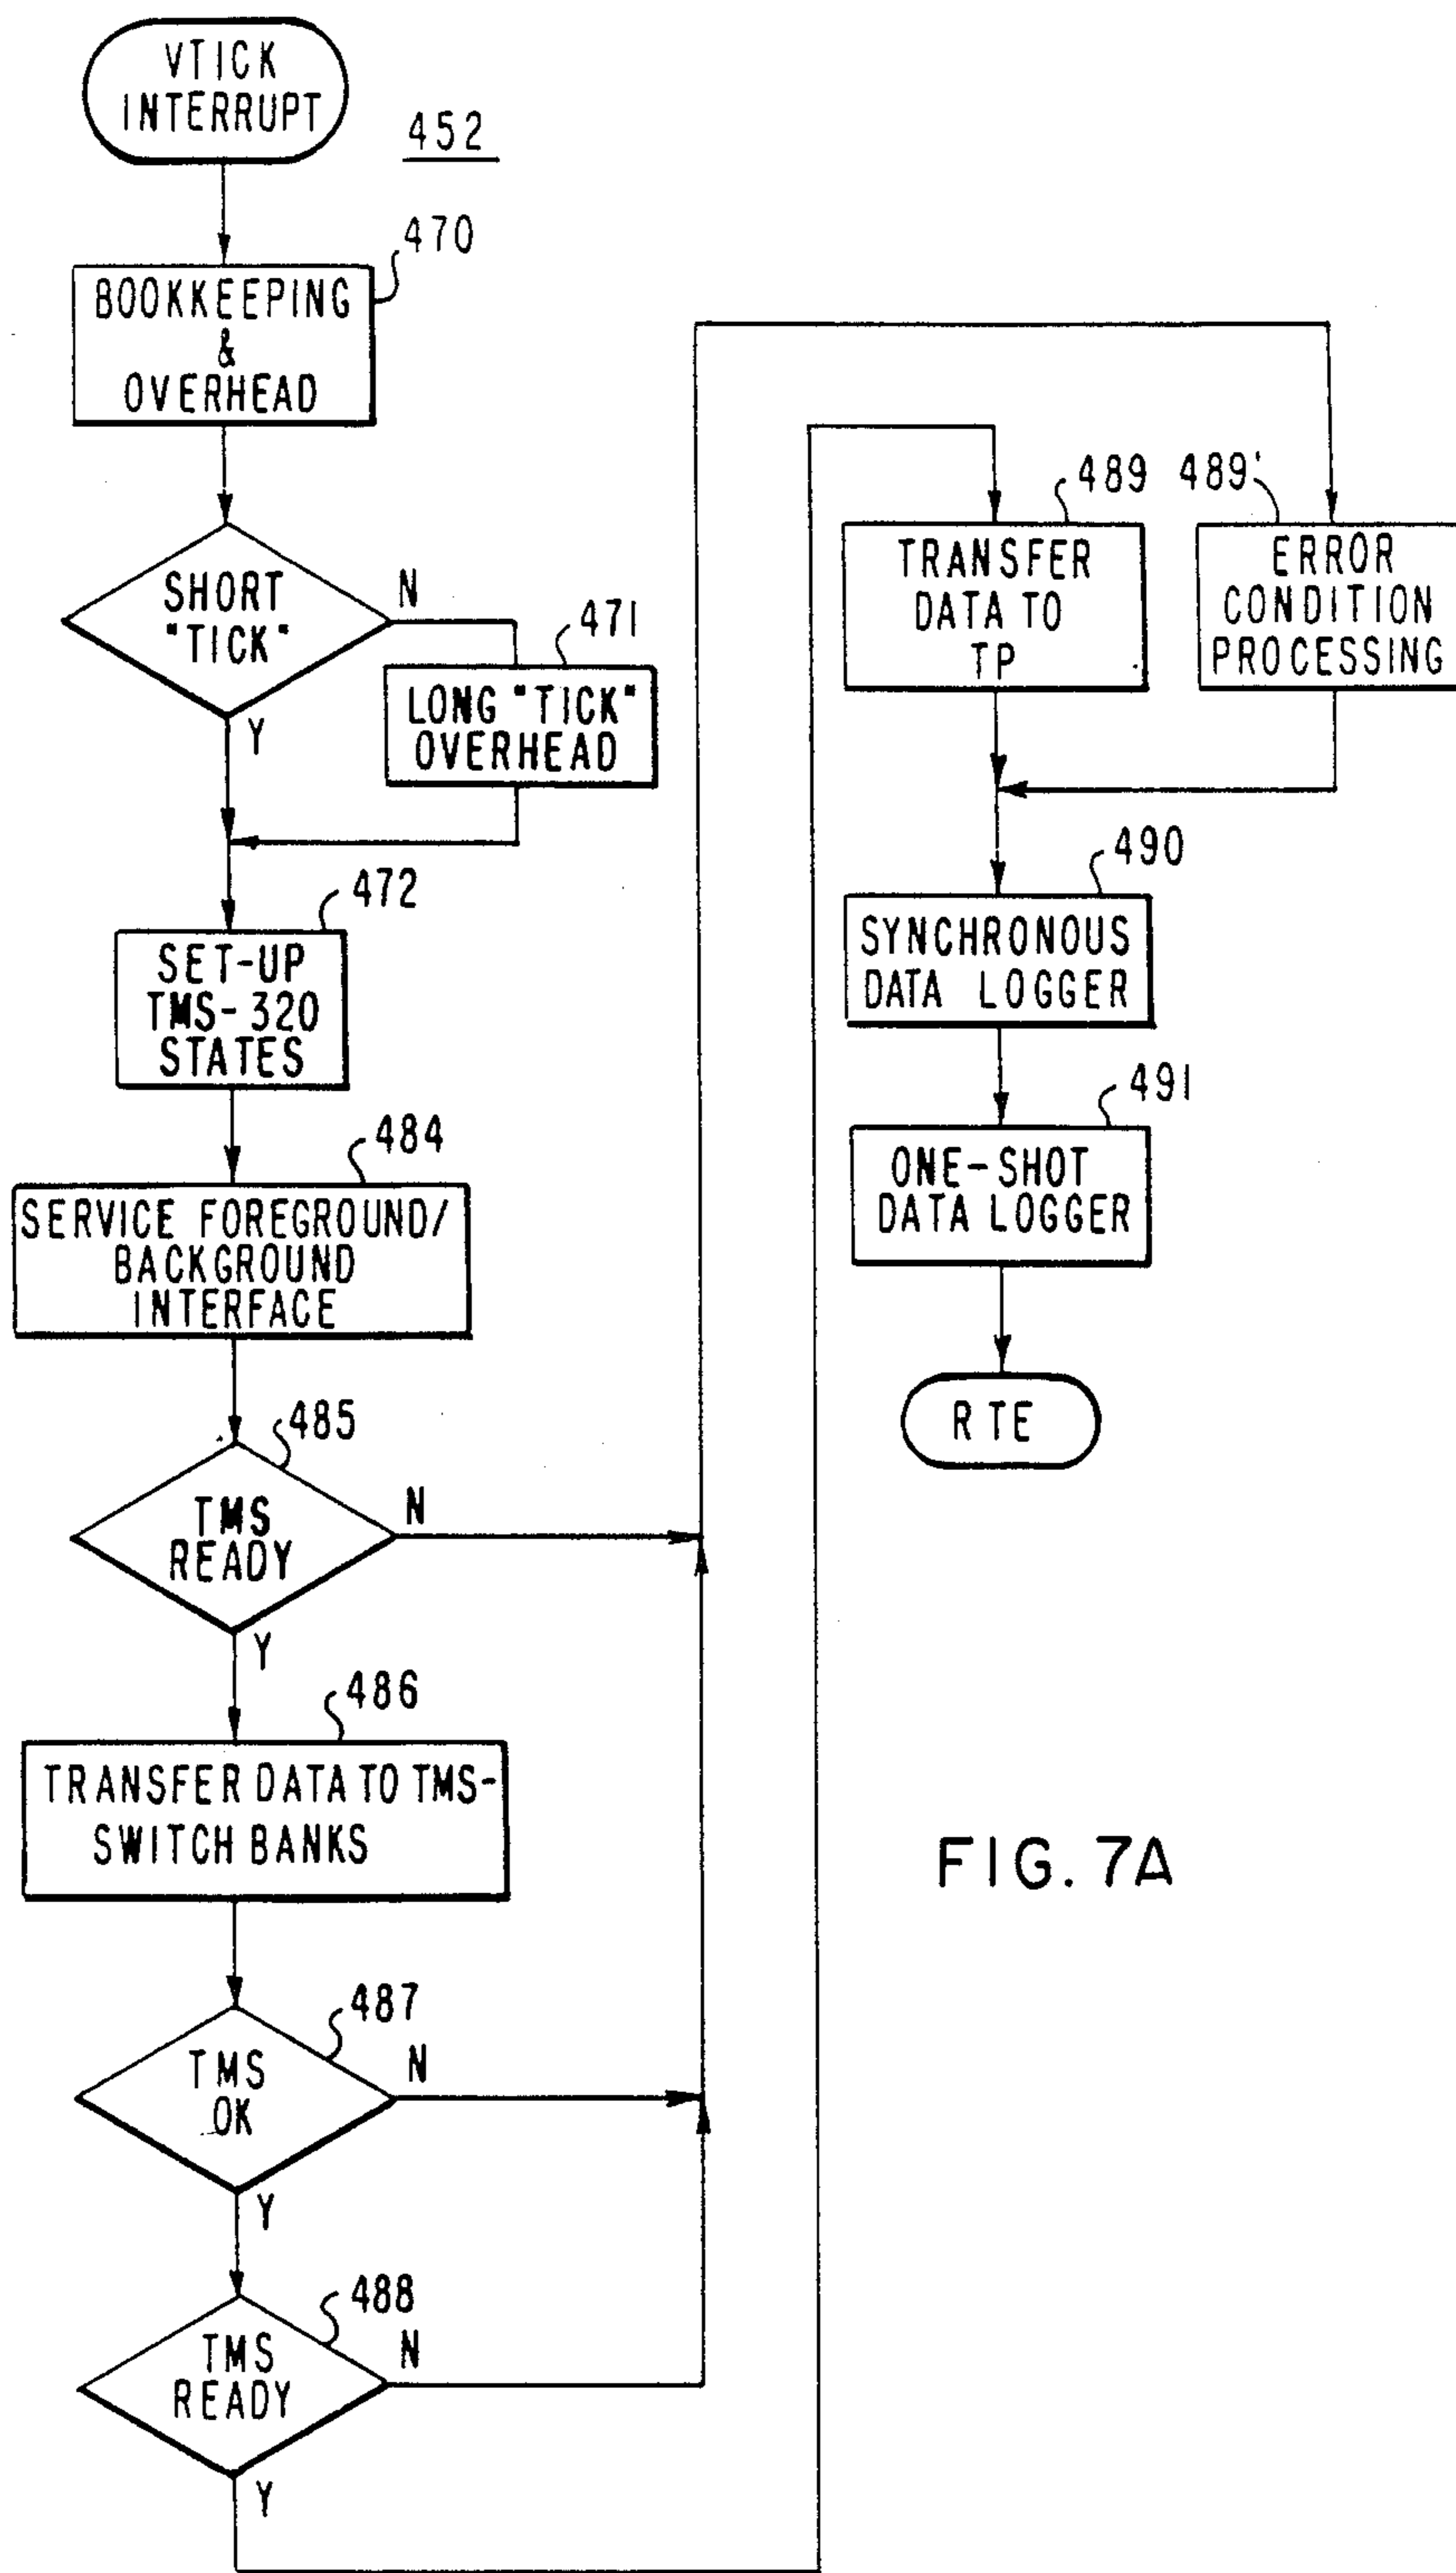 VTICK
INTERRUPT
452
470
BOOKKEEPING
&
OVERHEAD
SHORT
"TICK"
N
Y
471
LONG "TICK"
OVERHEAD
472
SET-UP
TMS-320
STATES
484
SERVICE FOREGROUND/
BACKGROUND
INTERFACE
485
TMS
READY
N
Y
486
TRANSFER DATA TO TMS-
SWITCH BANKS
487
TMS
OK
N
Y
488
TMS
READY
N
Y
489
TRANSFER
DATA TO
TP
489'
ERROR
CONDITION
PROCESSING
490
SYNCHRONOUS
DATA LOGGER
491
ONE-SHOT
DATA LOGGER
RTE
FIG. 7A